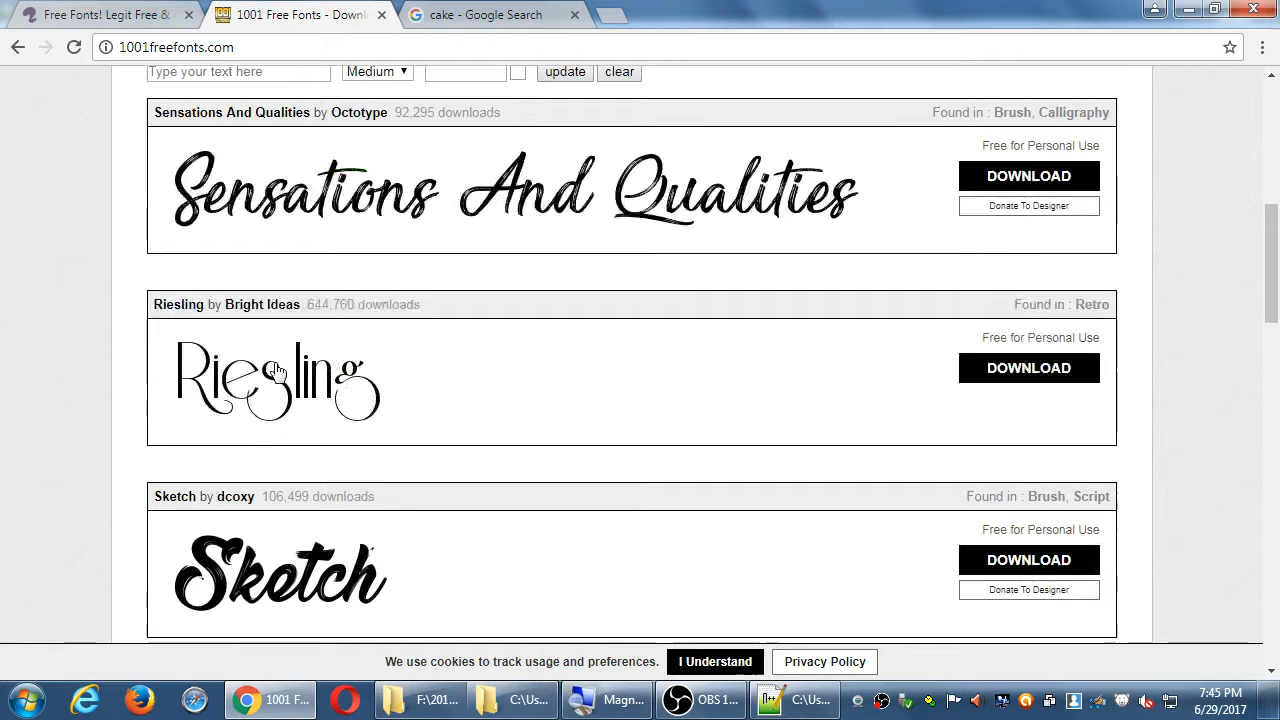 Free Fonts! Legit Free &
1001 Free Fonts - Downl
cake - Google Search
1001freefonts.com
Type your text here
Medium
update
clear
Sensations And Qualities by Octotype 92,295 downloads
Found in : Brush, Calligraphy
Sensations And Qualities
Free for Personal Use
DOWNLOAD
Donate To Designer
Riesling by Bright Ideas 644,760 downloads
Found in : Retro
Riesling
Free for Personal Use
DOWNLOAD
Sketch by dcoxy 106,499 downloads
Found in : Brush, Script
Sketch
Free for Personal Use
DOWNLOAD
Donate To Designer
We use cookies to track usage and preferences. I Understand Privacy Policy
1001 F...
F:\201...
C:\Us...
Magn...
OBS 1...
C:\Us...
7:45 PM
6/29/2017